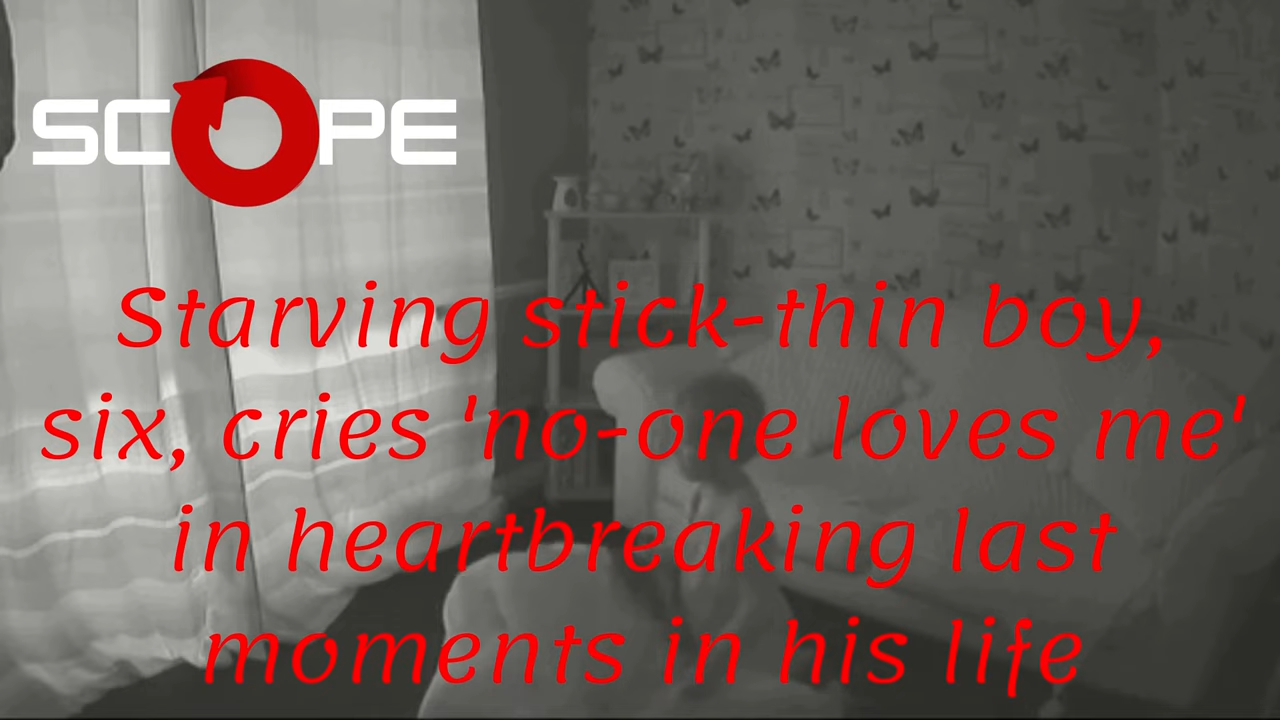 SCOPE
Starving stick-thin boy,
six, cries 'no-one loves me'
in heartbreaking last
moments in his life